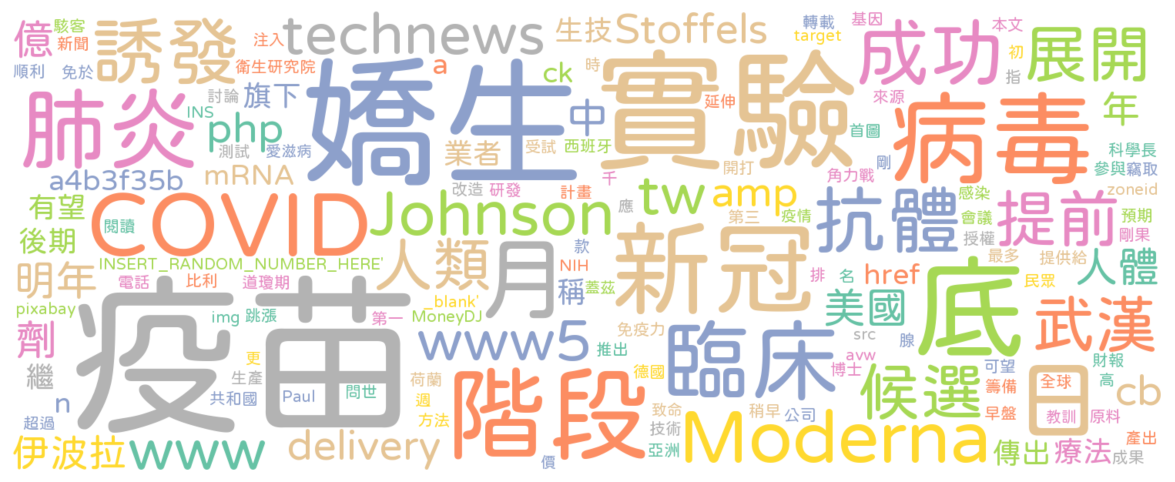 億
駭客
新聞
誘發
注入
technews
生技
Stoffels
轉載
target
基因
成功
本文
初
指
展開
順利
免於
衛生研究院
a
ck
時
延伸
來源
年
肺炎
討論
INS
php
旗下
嬌生
中
實驗
首圖
病毒
測試
愛滋病
業者
受試
西班牙
開打
剛
科學長
參與
竊取
a4b3f35b
mRNA
改造
研發
計畫
千
角力戰
zoneid
有望
閱讀
COVID
Johnson
tw
amp
抗體
感染
會議
授權
提前
預期
剛果
後期
應
第三
疫情
INSERT_RANDOM_NUMBER_HERE'
人類
月
款
NIH
新冠
最多
提供給
人體
明年
電話
比利
道瓊期
稱
蓋茲
排
名
href
民眾
pixabay
疫苗
img
跳漲
第一
_blank'
MoneyDJ
免疫力
美國
底
武漢
劑
www5
推出
臨床
src
腺
繼
更
生產
問世
荷蘭
德國
avw
博士
可望
財報
高
n
共和國
Paul
週
階段
致命
稍早
公司
候選
籌備
日
全球
cb
超過
方法
技術
Moderna
早盤
教訓
原料
伊波拉
www
delivery
價
亞洲
傳出
療法
產出
成果